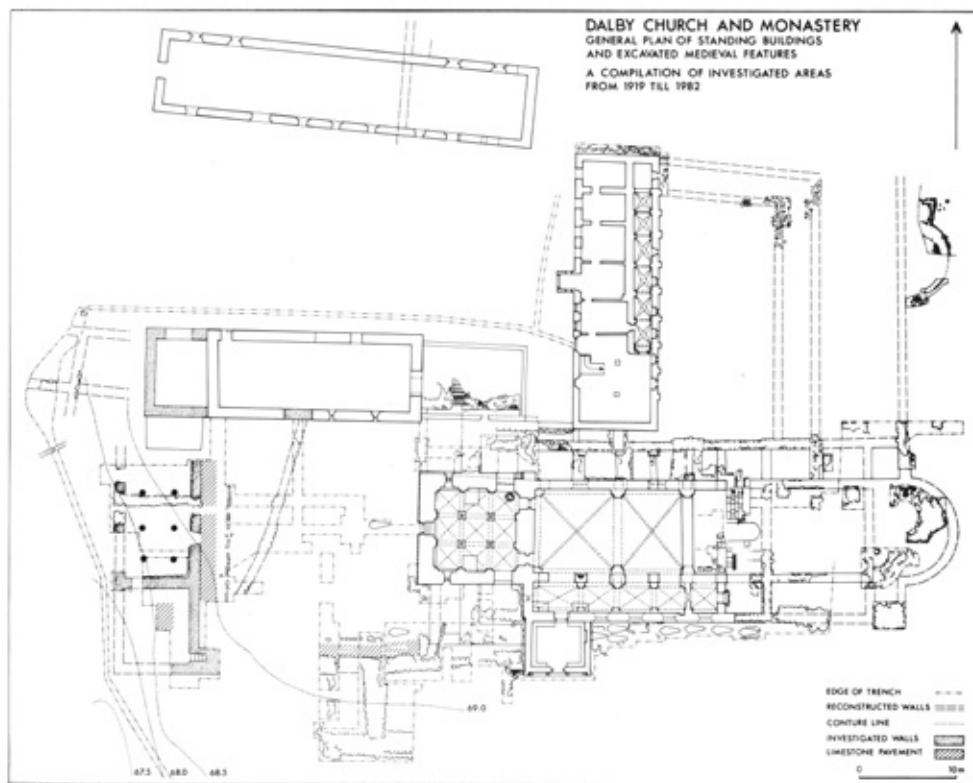 DALBY CHURCH AND MONASTERY
GENERAL PLAN OF STANDING BUILDINGS
AND EXCAVATED MEDIEVAL FEATURES
A COMPILATION OF INVESTIGATED AREAS
FROM 1919 TILL 1982
69.0
EDGE OF TRENCH
RECONSTRUCTED WALLS
CONTURE LINE
INVESTIGATED WALLS
LIMESTONE PAVEMENT
0 10m
67.5 68.0 68.5